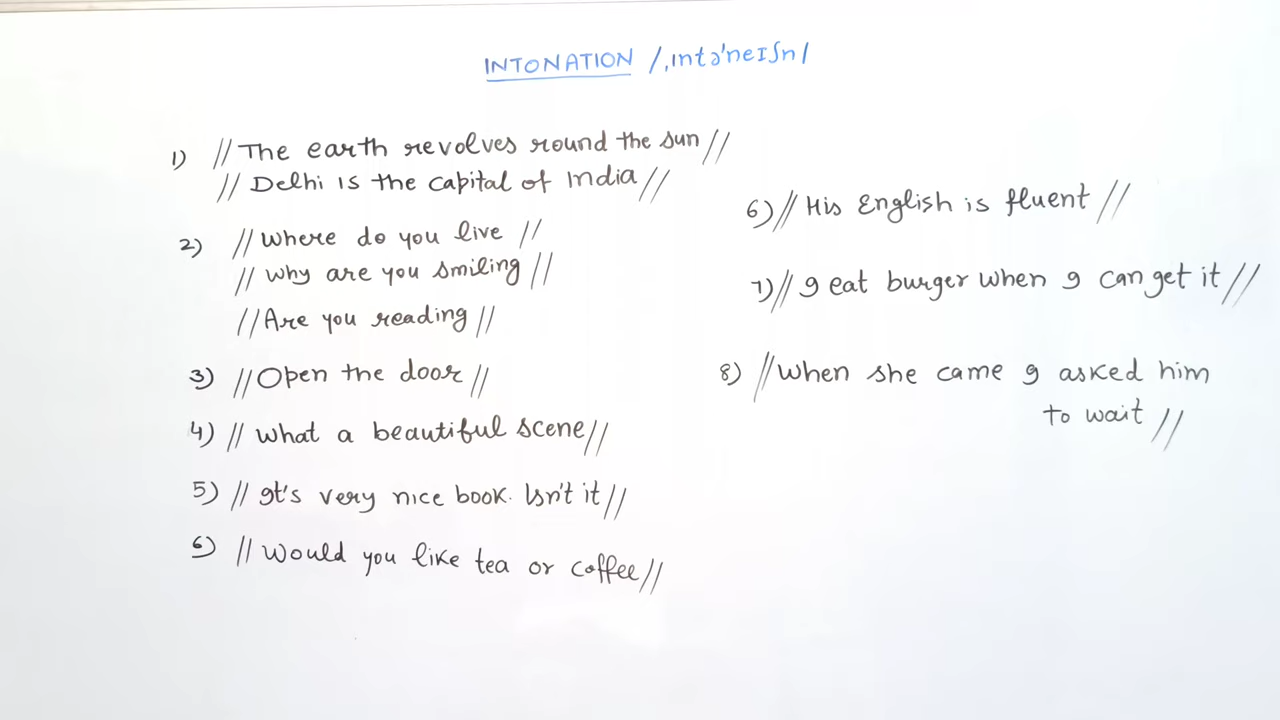 INTONATION /ˌɪntəˈneɪʃn/
1) // The earth revolves round the sun //
// Delhi is the capital of India //
2) // Where do you live //
// Why are you smiling //
// Are you reading //
3) // Open the door //
4) // What a beautiful scene //
5) // It's very nice book. Isn't it //
6) // Would you like tea or coffee //
6) // His English is fluent //
7) // I eat burger when I can get it //
8) // When she came I asked him
to wait //